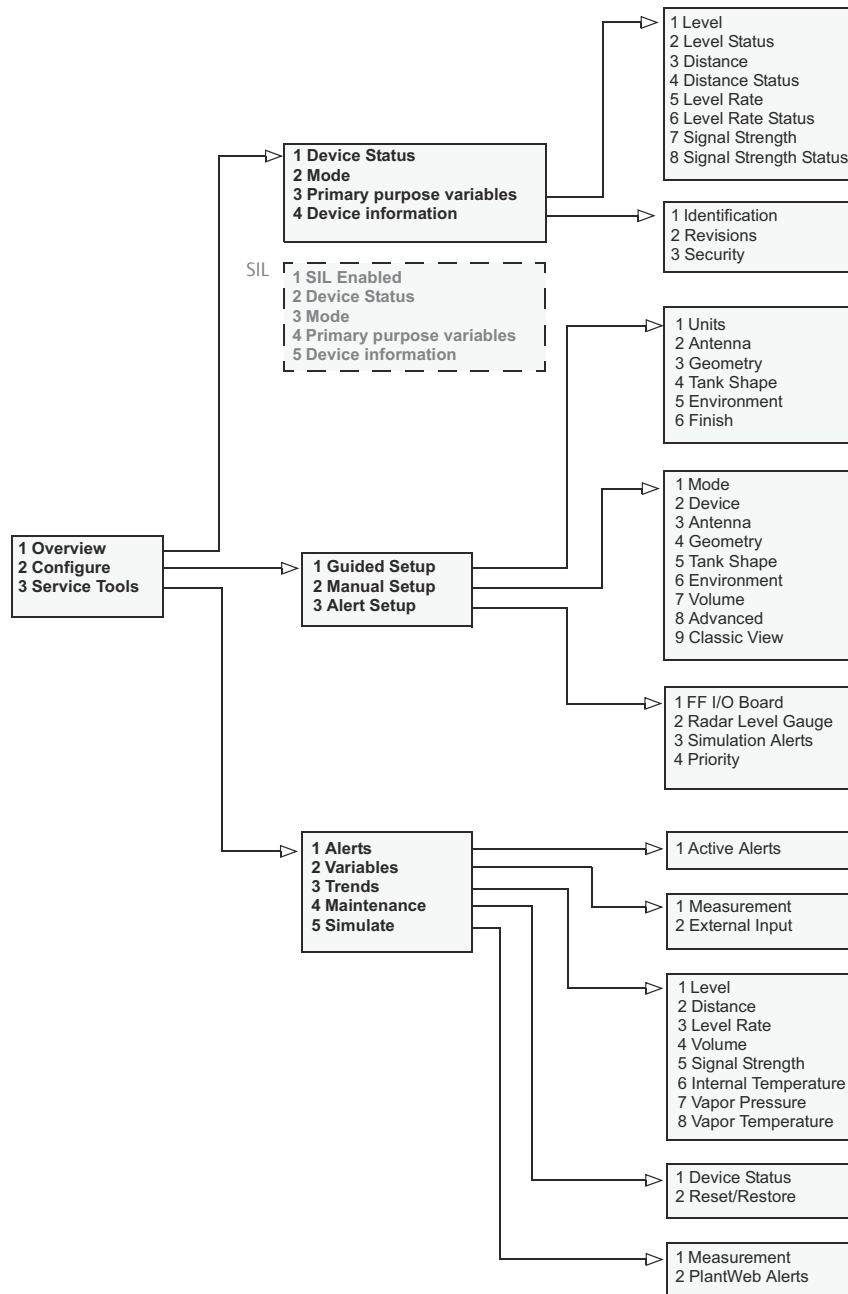 1 Overview
2 Configure
3 Service Tools
1 Device Status
2 Mode
3 Primary purpose variables
4 Device information
SIL
1 SIL Enabled
2 Device Status
3 Mode
4 Primary purpose variables
5 Device information
1 Level
2 Level Status
3 Distance
4 Distance Status
5 Level Rate
6 Level Rate Status
7 Signal Strength
8 Signal Strength Status
1 Identification
2 Revisions
3 Security
1 Guided Setup
2 Manual Setup
3 Alert Setup
1 Units
2 Antenna
3 Geometry
4 Tank Shape
5 Environment
6 Finish
1 Mode
2 Device
3 Antenna
4 Geometry
5 Tank Shape
6 Environment
7 Volume
8 Advanced
9 Classic View
1 FF I/O Board
2 Radar Level Gauge
3 Simulation Alerts
4 Priority
1 Alerts
2 Variables
3 Trends
4 Maintenance
5 Simulate
1 Active Alerts
1 Measurement
2 External Input
1 Level
2 Distance
3 Level Rate
4 Volume
5 Signal Strength
6 Internal Temperature
7 Vapor Pressure
8 Vapor Temperature
1 Device Status
2 Reset/Restore
1 Measurement
2 PlantWeb Alerts